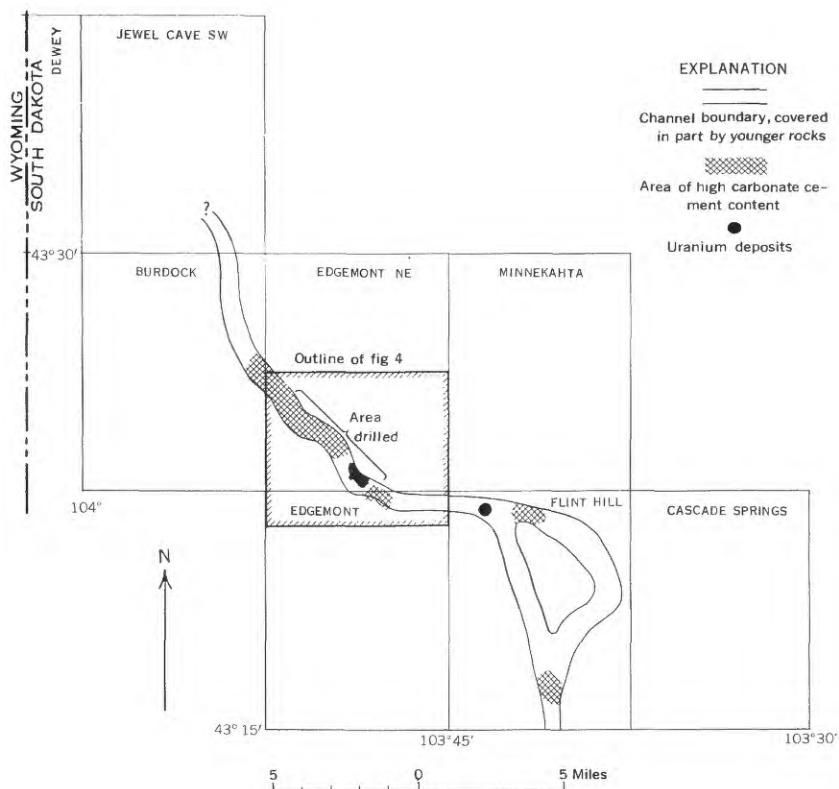 JEWEL CAVE SW
DEWEY
WYOMING
SOUTH DAKOTA
EXPLANATION
Channel boundary, covered
in part by younger rocks
Area of high carbonate ce-
ment content
Uranium deposits
?
43°30'
BURDOCK
EDGEMONT NE
MINNEKAHTA
Outline of fig 4
Area
drilled
104°
EDGEMONT
FLINT HILL
CASCADE SPRINGS
N
43°15'
103°45'
103°30'
5 0 5 Miles